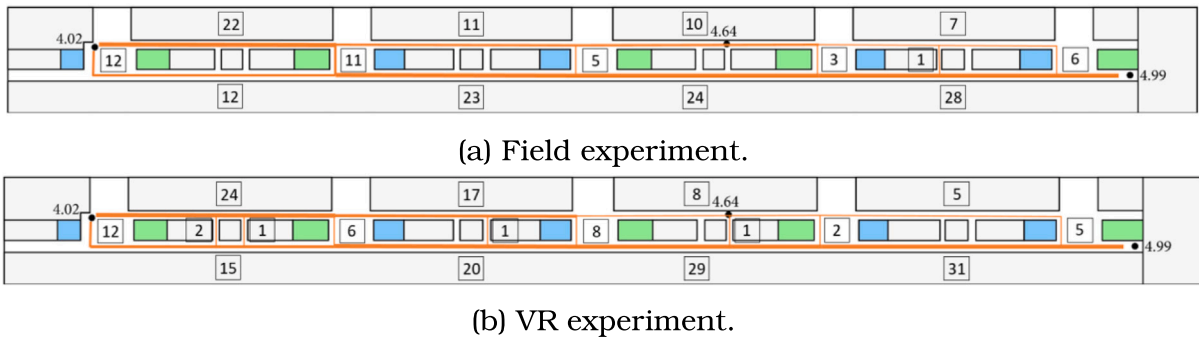 22 11 10 7
4.02 4.64
12 11 5 3 1 6
4.99
12 23 24 28
(a) Field experiment.
24 17 8 5
4.02 4.64
12 2 1 6 1 8 1 2 5
4.99
15 20 29 31
(b) VR experiment.